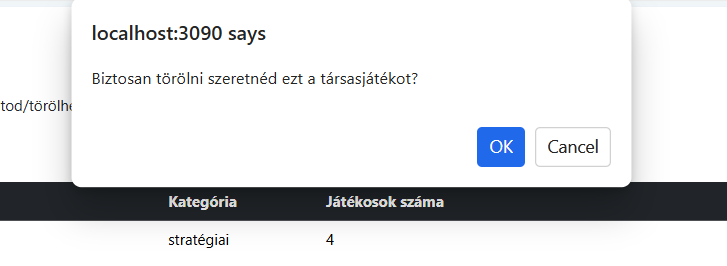 localhost:3090 says
Biztosan törölni szeretnéd ezt a társasjátékot?
OK Cancel
Kategória Játékosok száma
stratégiai 4